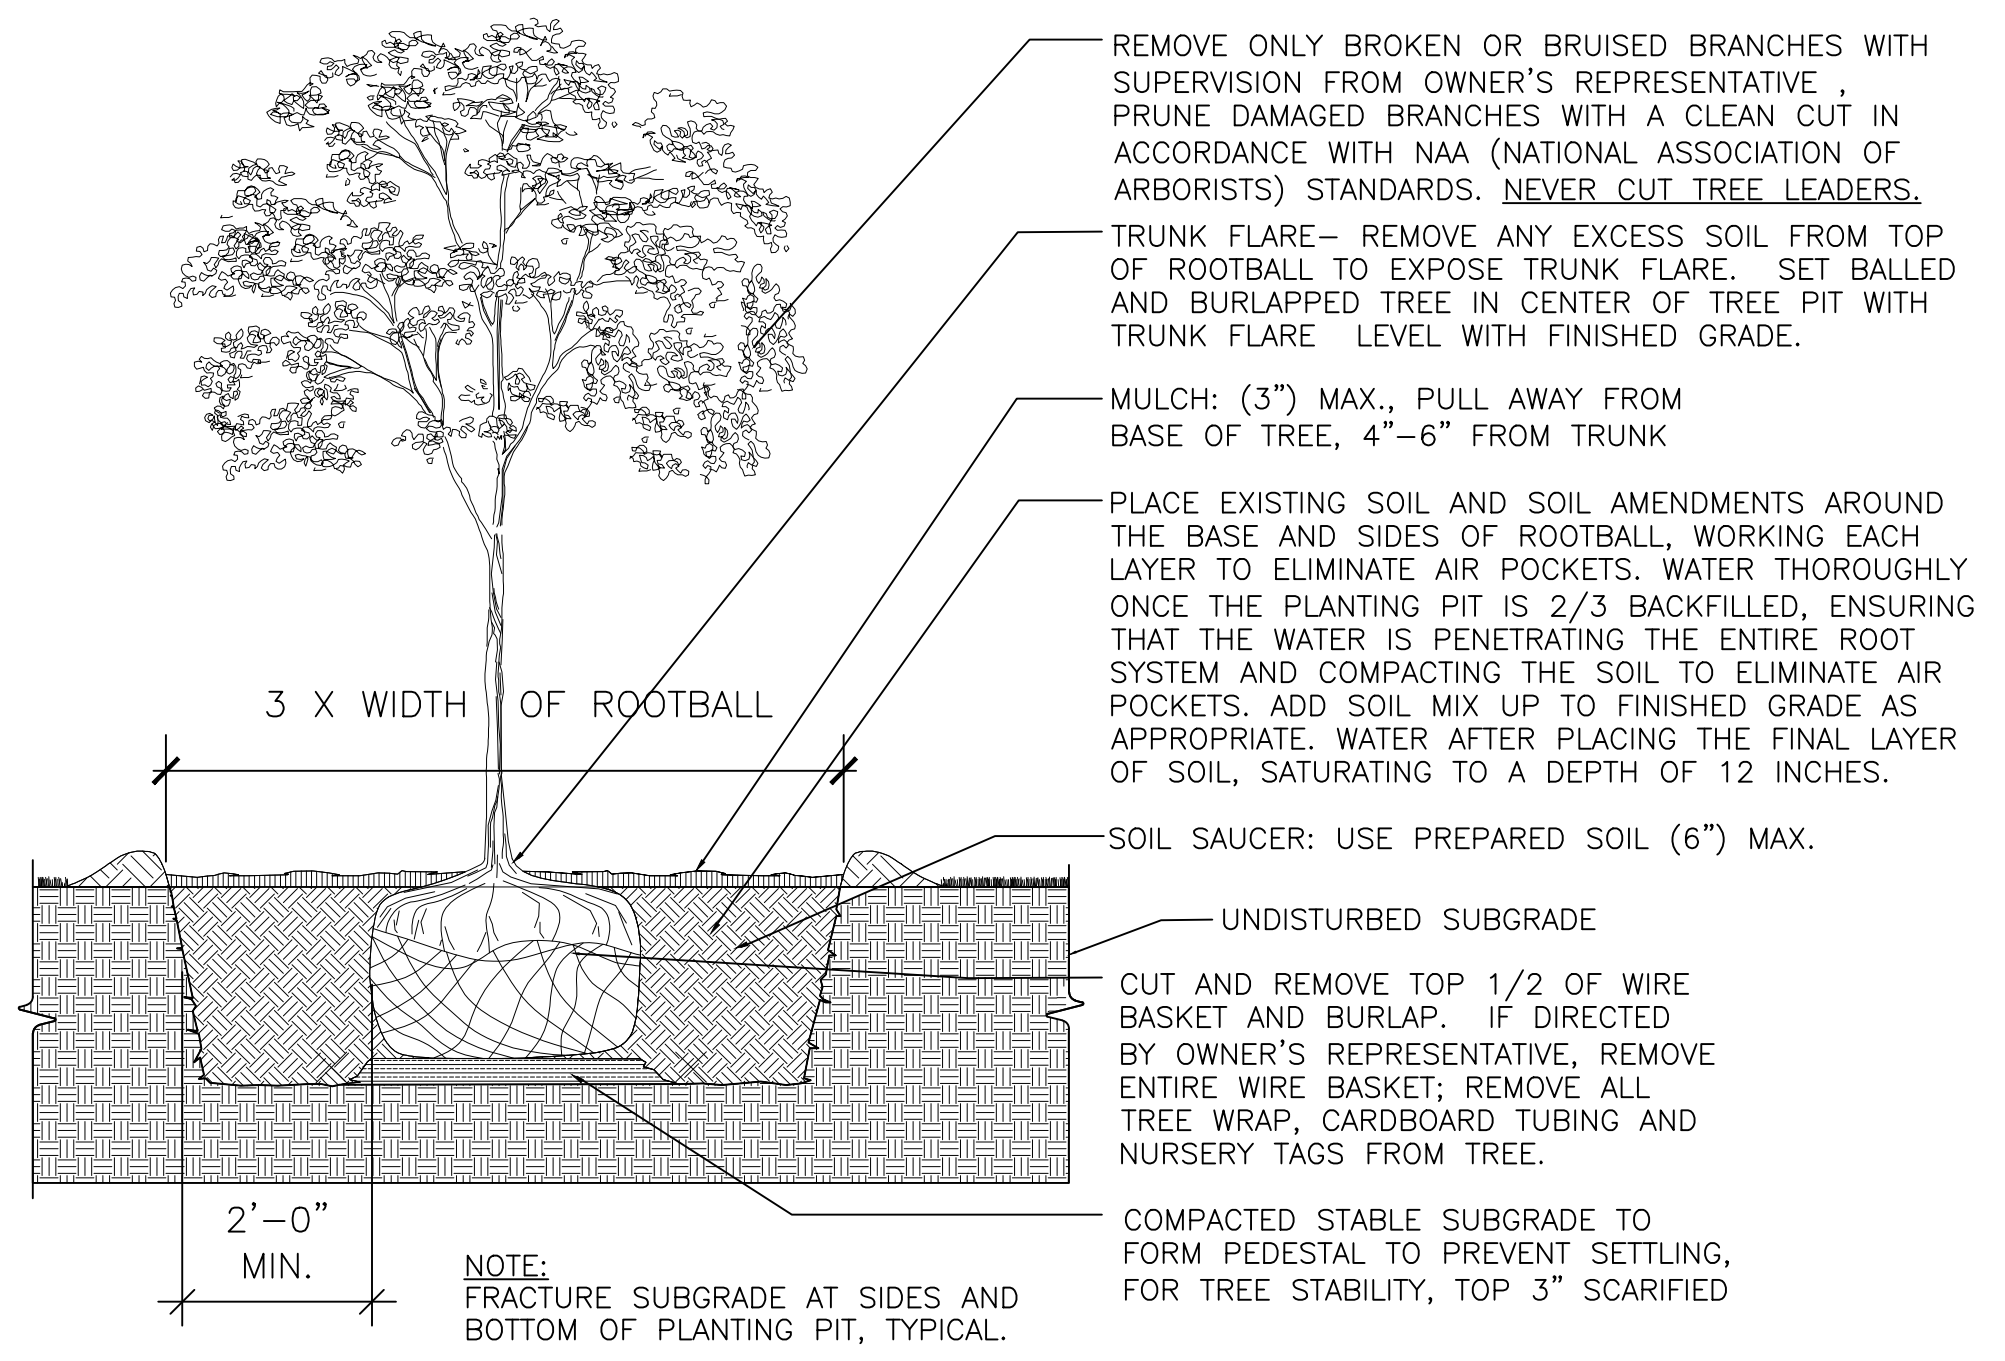 REMOVE ONLY BROKEN OR BRUISED BRANCHES WITH
SUPERVISION FROM OWNER'S REPRESENTATIVE ,
PRUNE DAMAGED BRANCHES WITH A CLEAN CUT IN
ACCORDANCE WITH NAA (NATIONAL ASSOCIATION OF
ARBORISTS) STANDARDS. NEVER CUT TREE LEADERS.
TRUNK FLARE– REMOVE ANY EXCESS SOIL FROM TOP
OF ROOTBALL TO EXPOSE TRUNK FLARE. SET BALLED
AND BURLAPPED TREE IN CENTER OF TREE PIT WITH
TRUNK FLARE LEVEL WITH FINISHED GRADE.
MULCH: (3") MAX., PULL AWAY FROM
BASE OF TREE, 4"–6" FROM TRUNK
PLACE EXISTING SOIL AND SOIL AMENDMENTS AROUND
THE BASE AND SIDES OF ROOTBALL, WORKING EACH
LAYER TO ELIMINATE AIR POCKETS. WATER THOROUGHLY
ONCE THE PLANTING PIT IS 2/3 BACKFILLED, ENSURING
THAT THE WATER IS PENETRATING THE ENTIRE ROOT
SYSTEM AND COMPACTING THE SOIL TO ELIMINATE AIR
POCKETS. ADD SOIL MIX UP TO FINISHED GRADE AS
APPROPRIATE. WATER AFTER PLACING THE FINAL LAYER
OF SOIL, SATURATING TO A DEPTH OF 12 INCHES.
3 X WIDTH OF ROOTBALL
SOIL SAUCER: USE PREPARED SOIL (6") MAX.
UNDISTURBED SUBGRADE
CUT AND REMOVE TOP 1/2 OF WIRE
BASKET AND BURLAP. IF DIRECTED
BY OWNER'S REPRESENTATIVE, REMOVE
ENTIRE WIRE BASKET; REMOVE ALL
TREE WRAP, CARDBOARD TUBING AND
NURSERY TAGS FROM TREE.
COMPACTED STABLE SUBGRADE TO
FORM PEDESTAL TO PREVENT SETTLING,
FOR TREE STABILITY, TOP 3" SCARIFIED
2'–0"
MIN.
NOTE:
FRACTURE SUBGRADE AT SIDES AND
BOTTOM OF PLANTING PIT, TYPICAL.